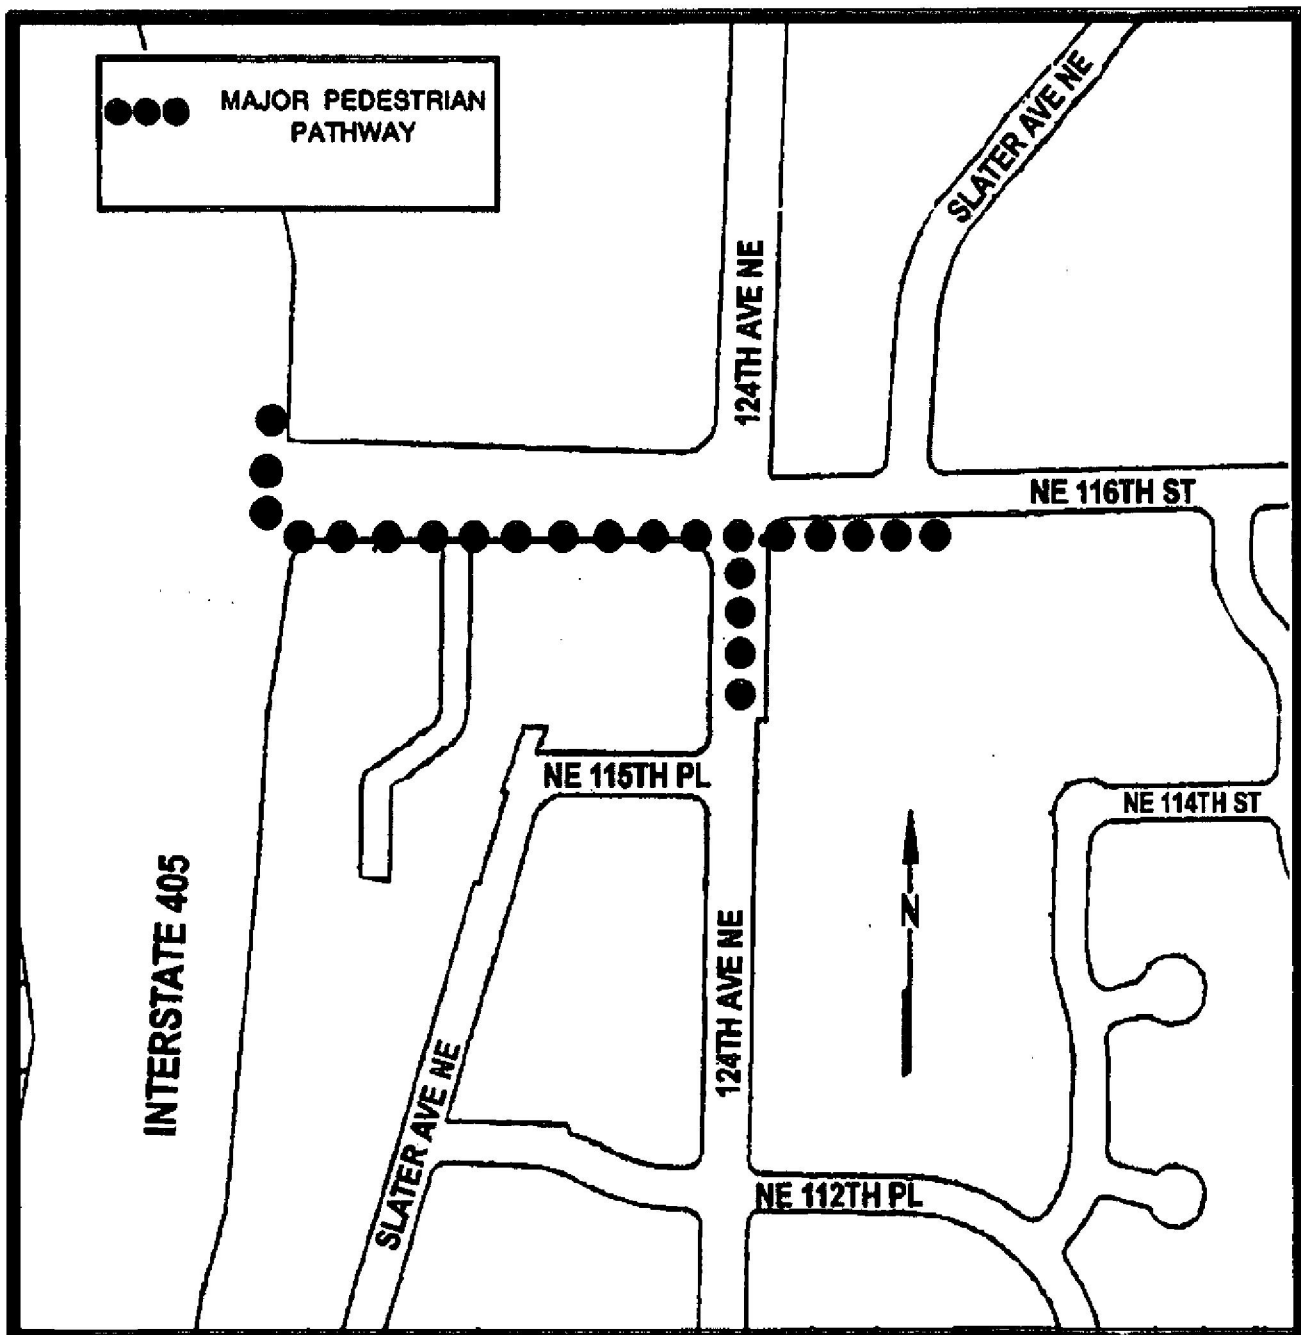 MAJOR PEDESTRIAN
PATHWAY
SLATER AVE NE
124TH AVE NE
NE 116TH ST
NE 115TH PL
NE 114TH ST
N
INTERSTATE 405
124TH AVE NE
SLATER AVE NE
NE 112TH PL